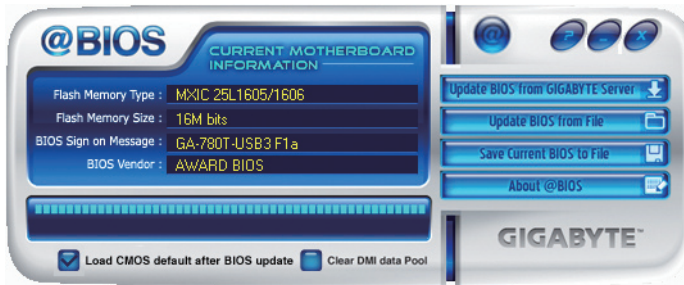 @BIOS
CURRENT MOTHERBOARD
INFORMATION
Flash Memory Type : MXIC 25L1605/1606
Flash Memory Size : 16M bits
BIOS Sign on Message : GA-780T-USB3 F1a
BIOS Vendor : AWARD BIOS
Load CMOS default after BIOS update
Clear DMI data Pool
@
? - X
Update BIOS from GIGABYTE Server
Update BIOS from File
Save Current BIOS to File
About @BIOS
GIGABYTE™